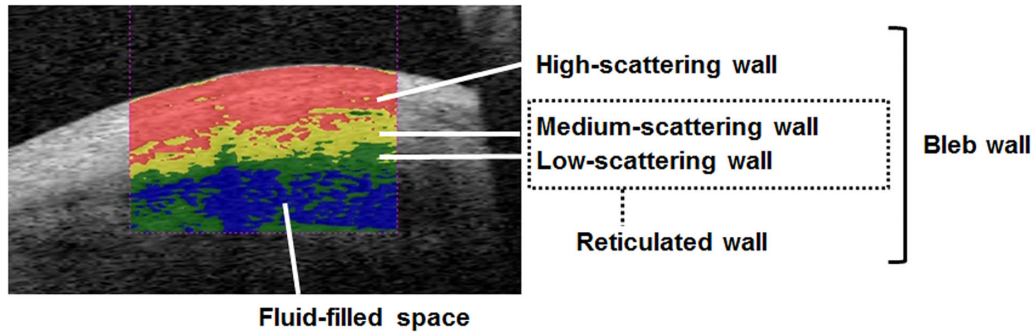 High-scattering wall
Medium-scattering wall
Low-scattering wall
Bleb wall
Reticulated wall
Fluid-filled space